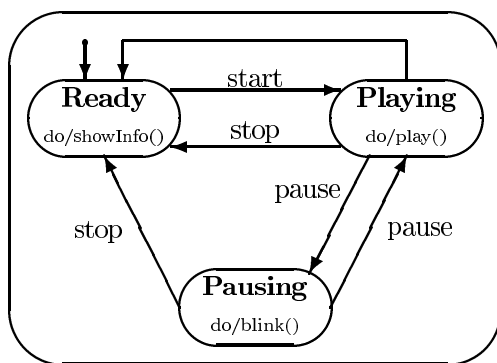 start
Ready
Playing
do/showInfo()
stop
do/play()
pause
stop
pause
Pausing
do/blink()